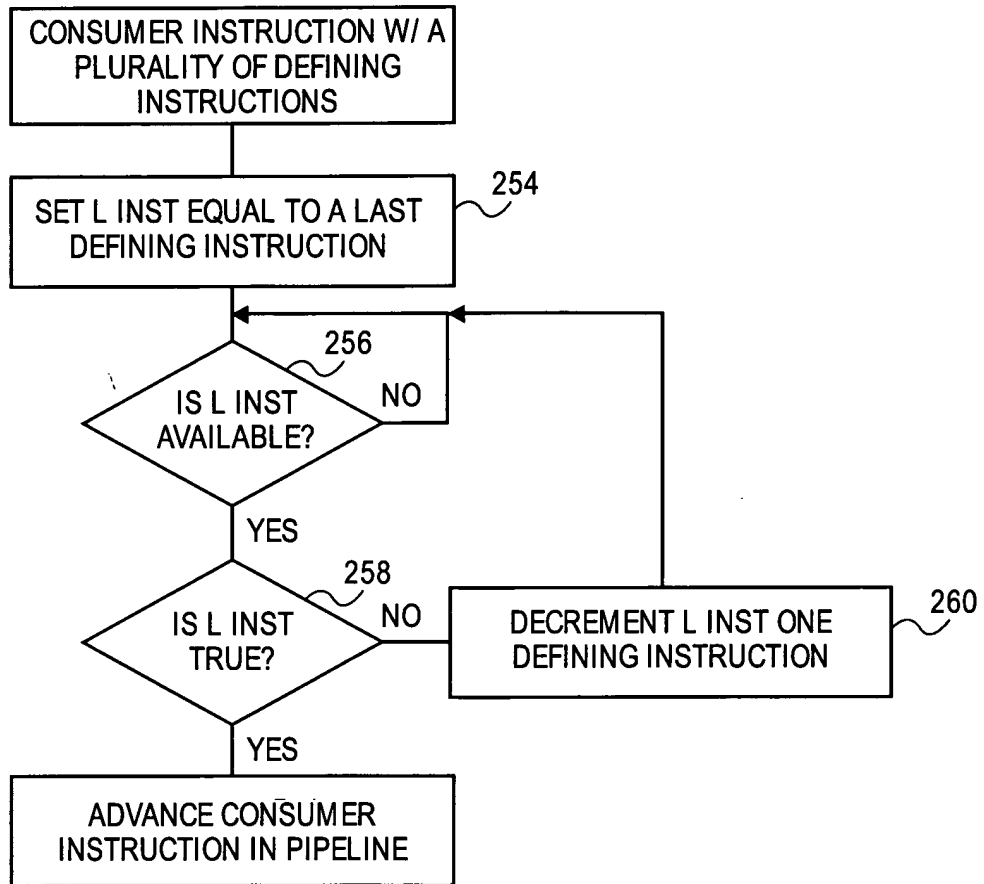 CONSUMER INSTRUCTION W/ A
PLURALITY OF DEFINING
INSTRUCTIONS
254
SET L INST EQUAL TO A LAST
DEFINING INSTRUCTION
256
IS L INST
AVAILABLE?
NO
YES
258
IS L INST
TRUE?
NO
260
DECREMENT L INST ONE
DEFINING INSTRUCTION
YES
ADVANCE CONSUMER
INSTRUCTION IN PIPELINE